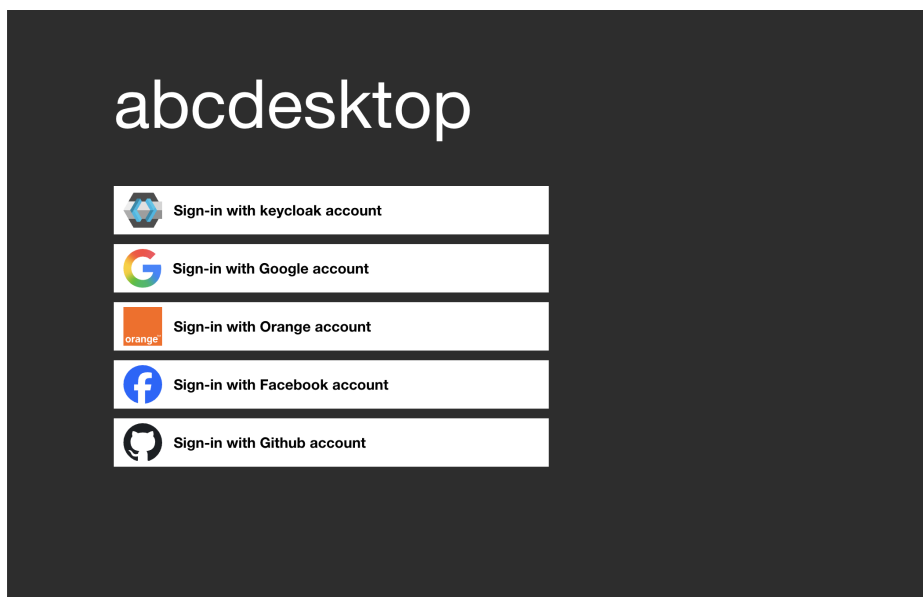 abcdesktop
Sign-in with keycloak account
Sign-in with Google account
orange™
Sign-in with Orange account
Sign-in with Facebook account
Sign-in with Github account